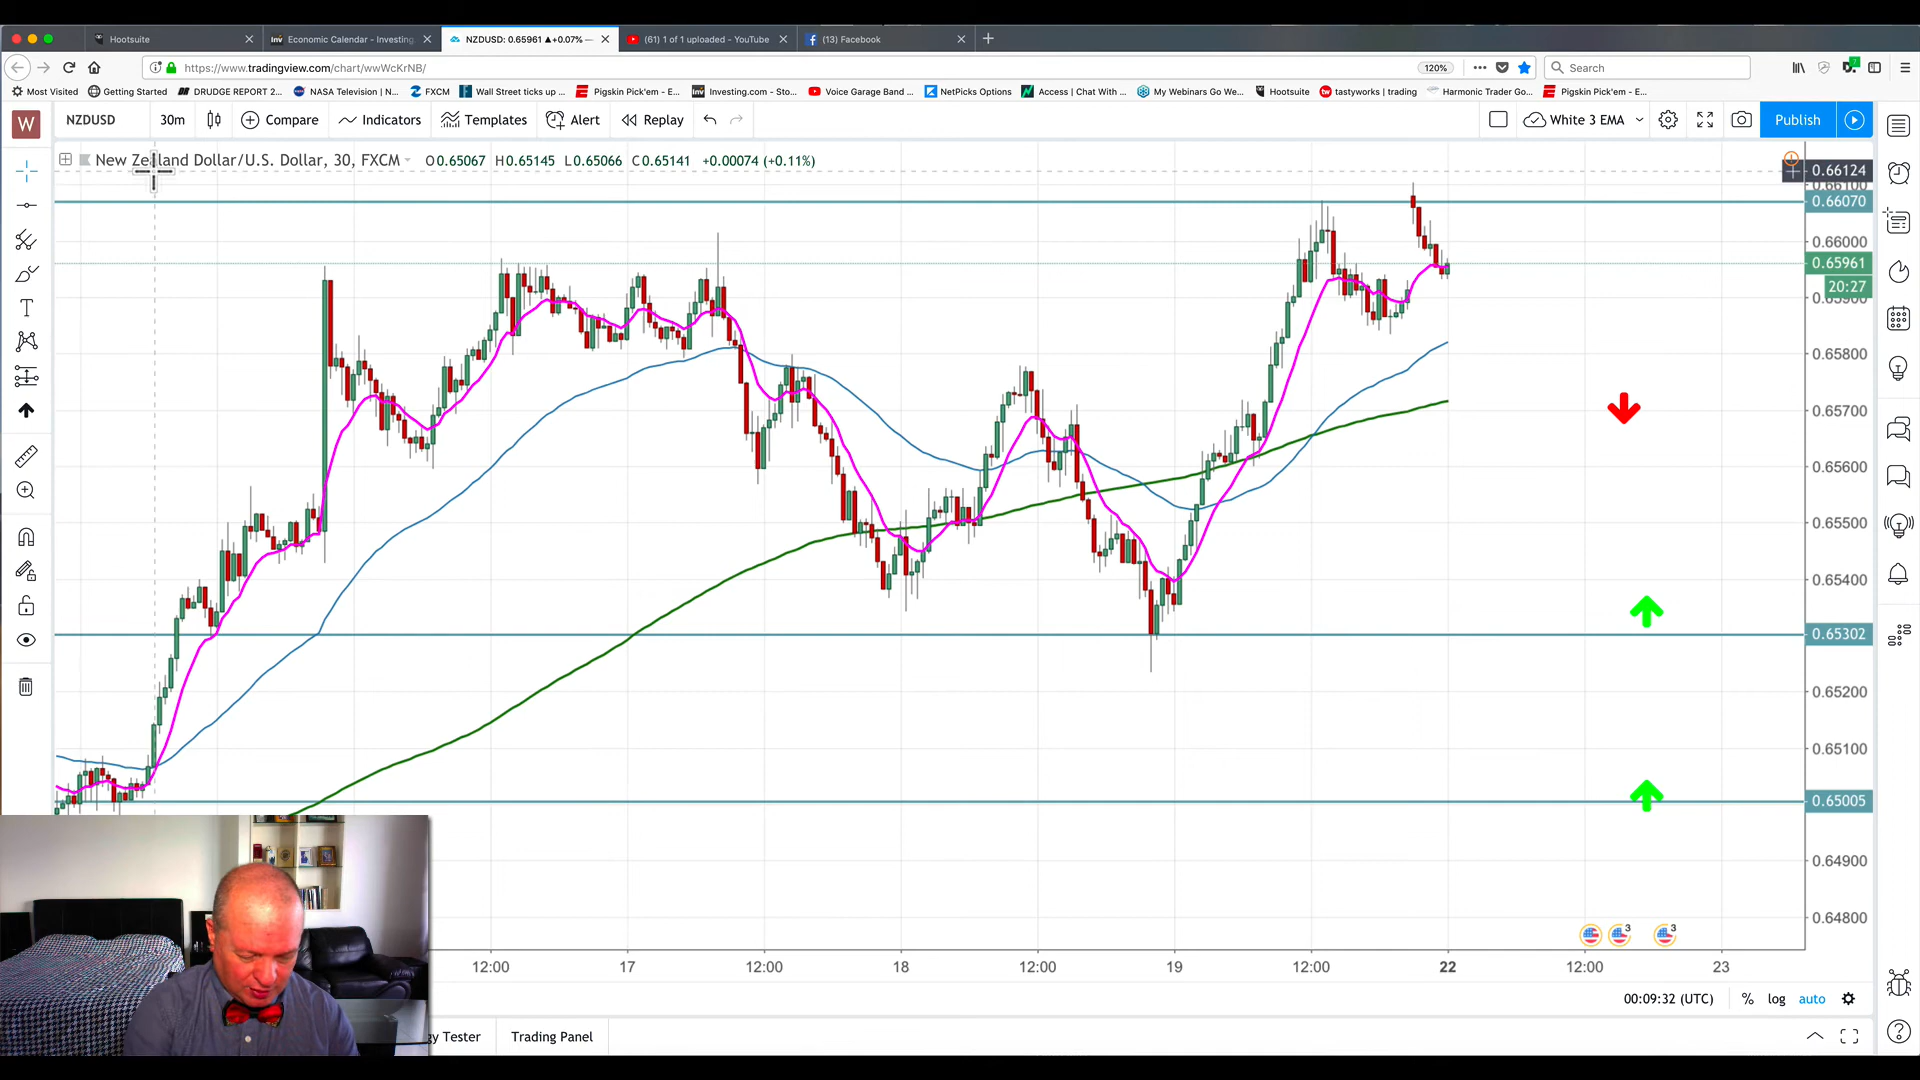 Hootsuite
Economic Calendar - Investing.
NZDUSD: 0.65961 ▲+0.07% —
(61) 1 of 1 uploaded - YouTube
(13) Facebook
https://www.tradingview.com/chart/wwWcKrNB/
120%
Search
Most Visited
Getting Started
DRUDGE REPORT 2...
NASA Television | N...
FXCM
Wall Street ticks up ...
Pigskin Pick'em - E...
Investing.com - Sto...
Voice Garage Band ...
NetPicks Options
Access | Chat With ...
My Webinars Go We...
Hootsuite
tastyworks | trading
Harmonic Trader Go...
Pigskin Pick'em - E...
W
NZDUSD
30m
Compare
Indicators
Templates
Alert
Replay
White 3 EMA
Publish
New Zealand Dollar/U.S. Dollar, 30, FXCM
O0.65067 H0.65145 L0.65066 C0.65141 +0.00074 (+0.11%)
0.66124
0.66100
0.66070
0.66000
0.65961
20:27
0.65900
0.65800
0.65700
0.65600
0.65500
0.65400
0.65302
0.65200
0.65100
0.65005
0.64900
0.64800
3
3
12:00
17
12:00
18
12:00
19
12:00
22
12:00
23
00:09:32 (UTC)
%
log
auto
gy Tester
Trading Panel